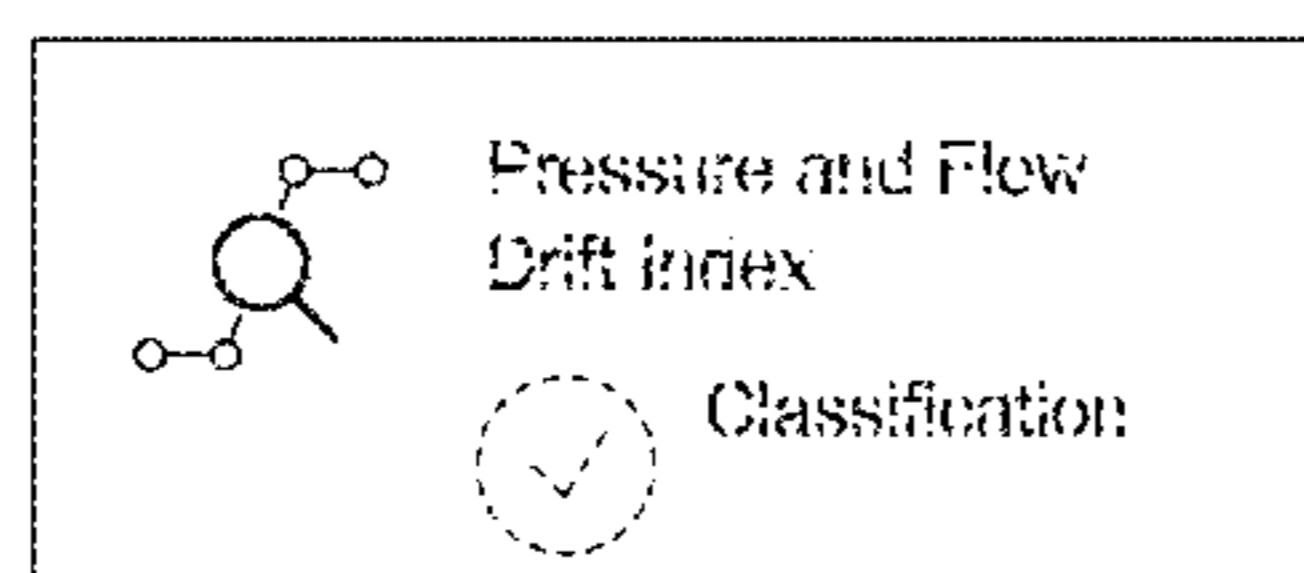 Pressure and Flow
Drift index
Classification